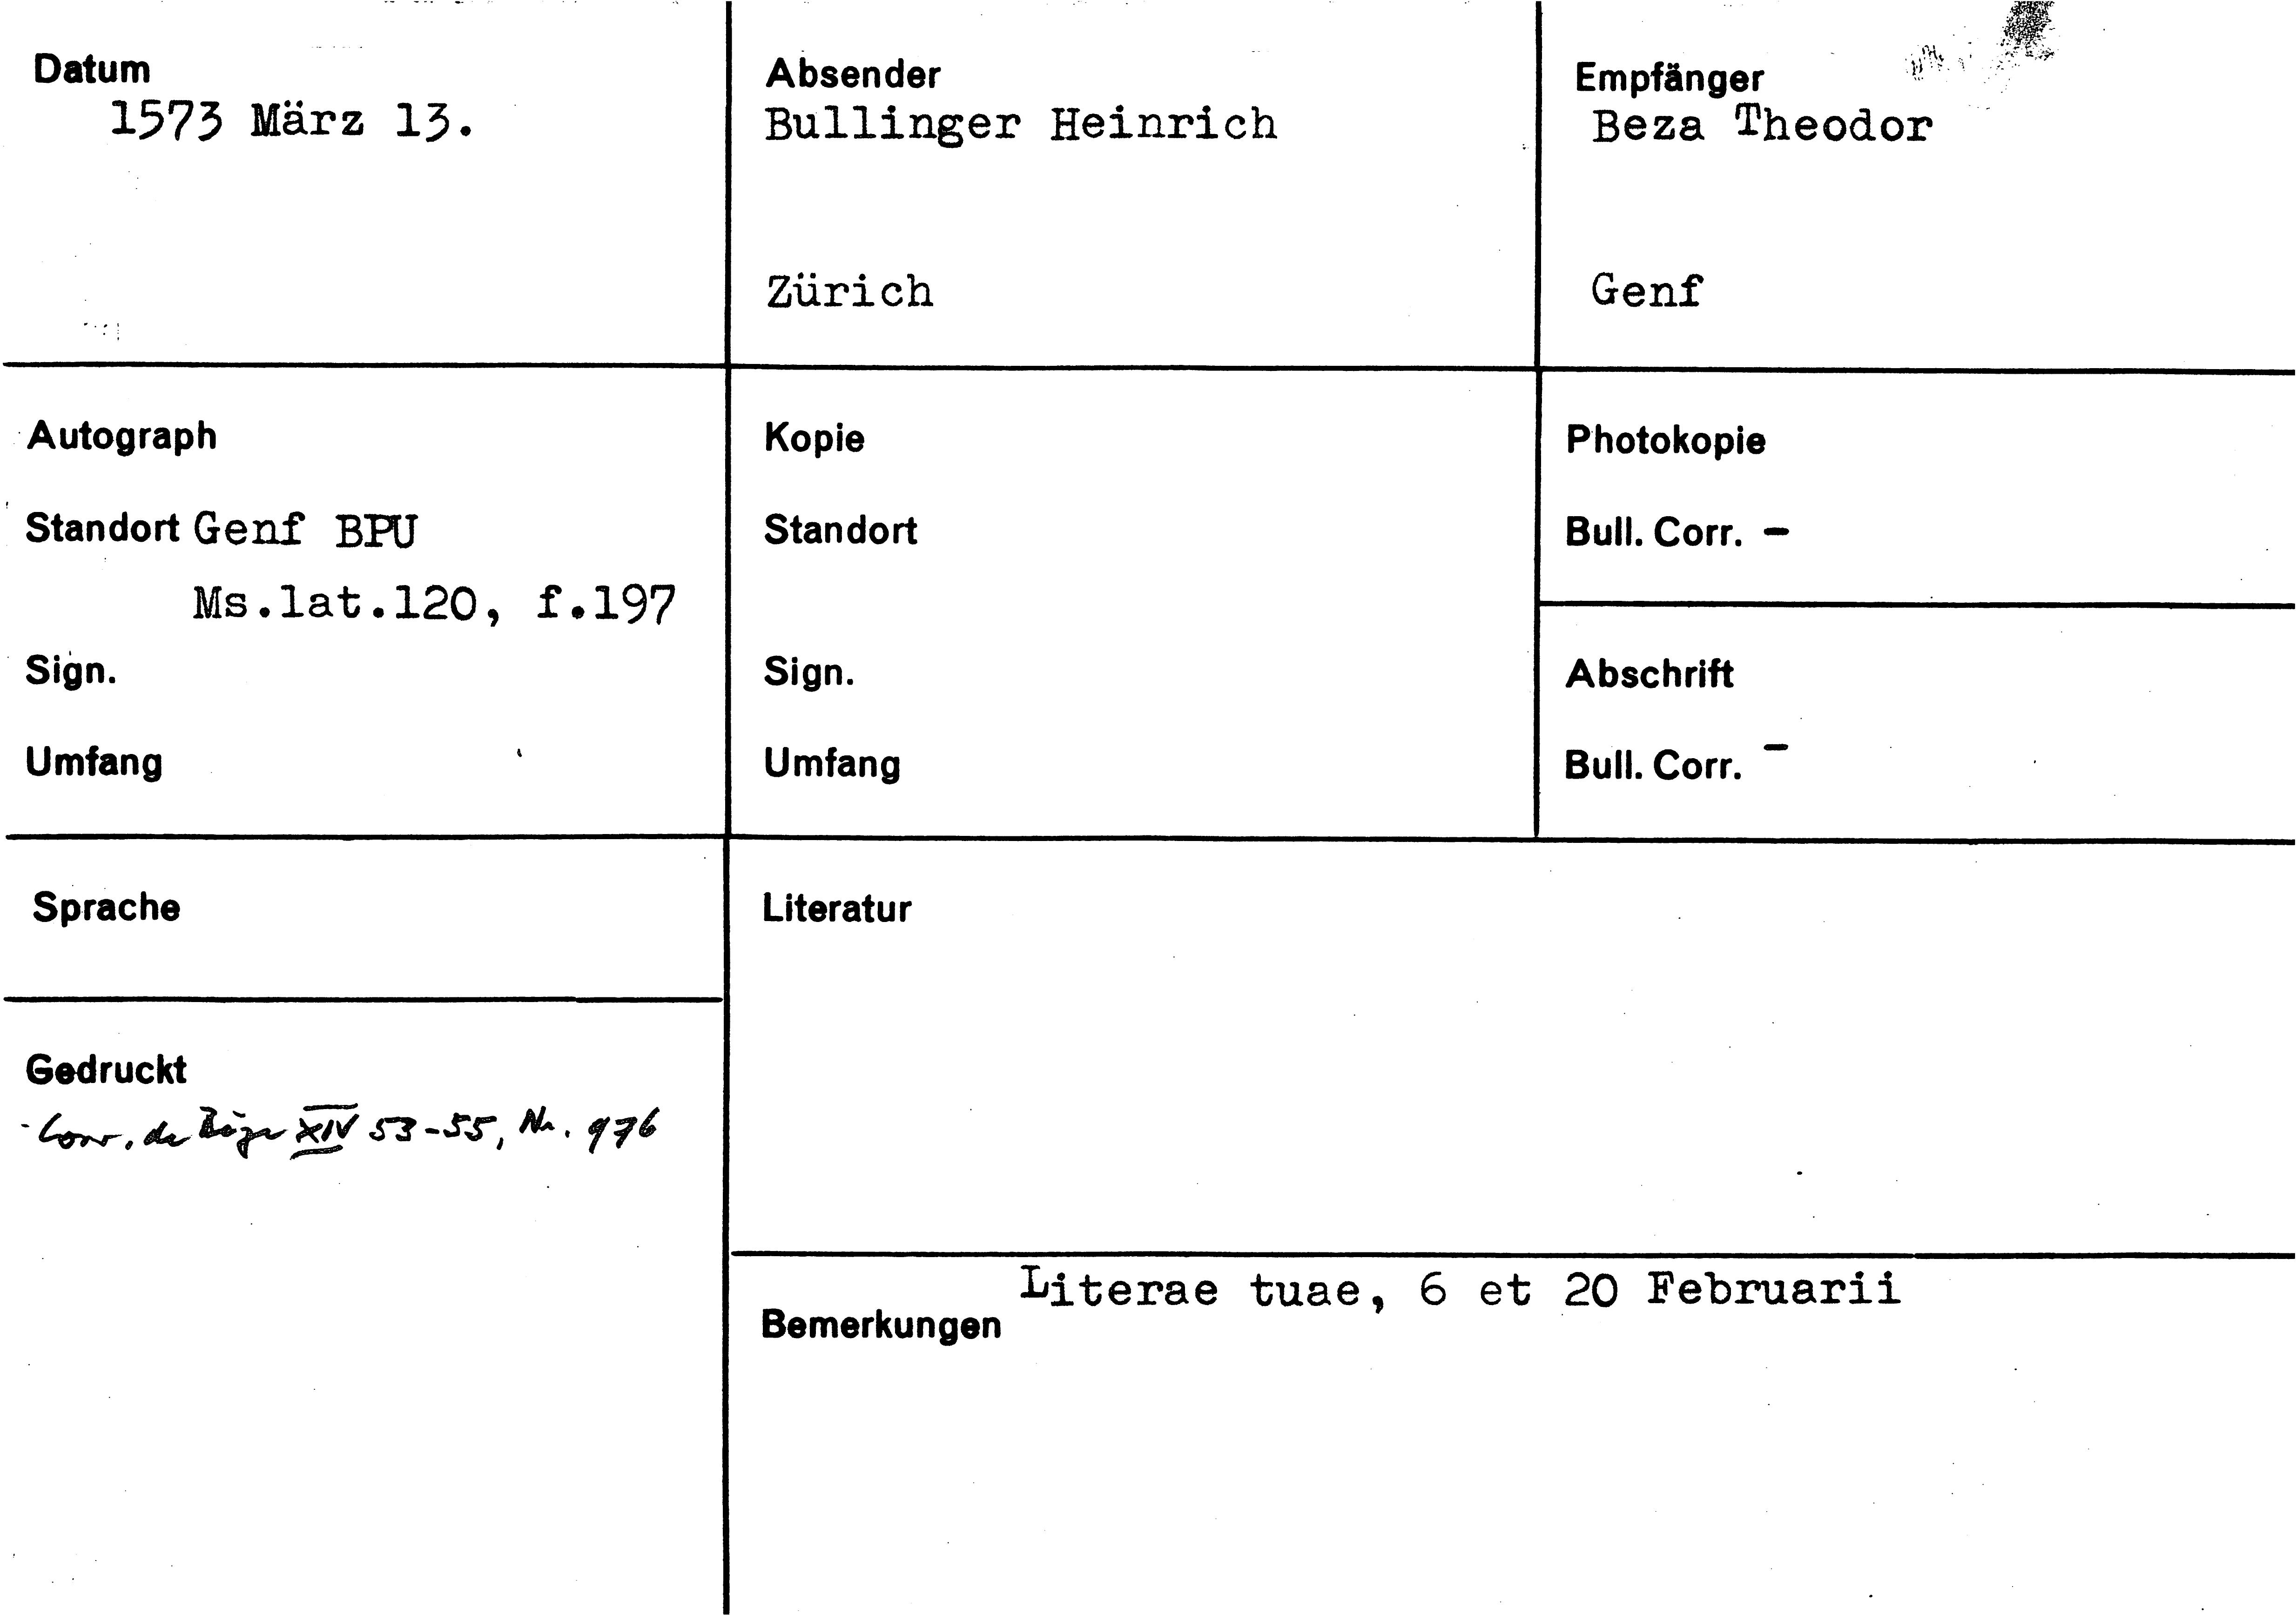 Datum
1573 März 13.
Absender
Bullinger Heinrich
Zürich
Empfänger
Beza Theodor
Genf
Autograph
Standort Genf BPU
Ms.lat.120, f.197
Sign.
Umfang
Kopie
Standort
Sign.
Umfang
Photokopie
Bull. Corr. -
Abschrift
Bull. Corr. -
Sprache
Gedruckt
- Corr. de Bèze XIV 53-55, Nr. 976
Literatur
Literae tuae, 6 et 20 Februarii
Bemerkungen